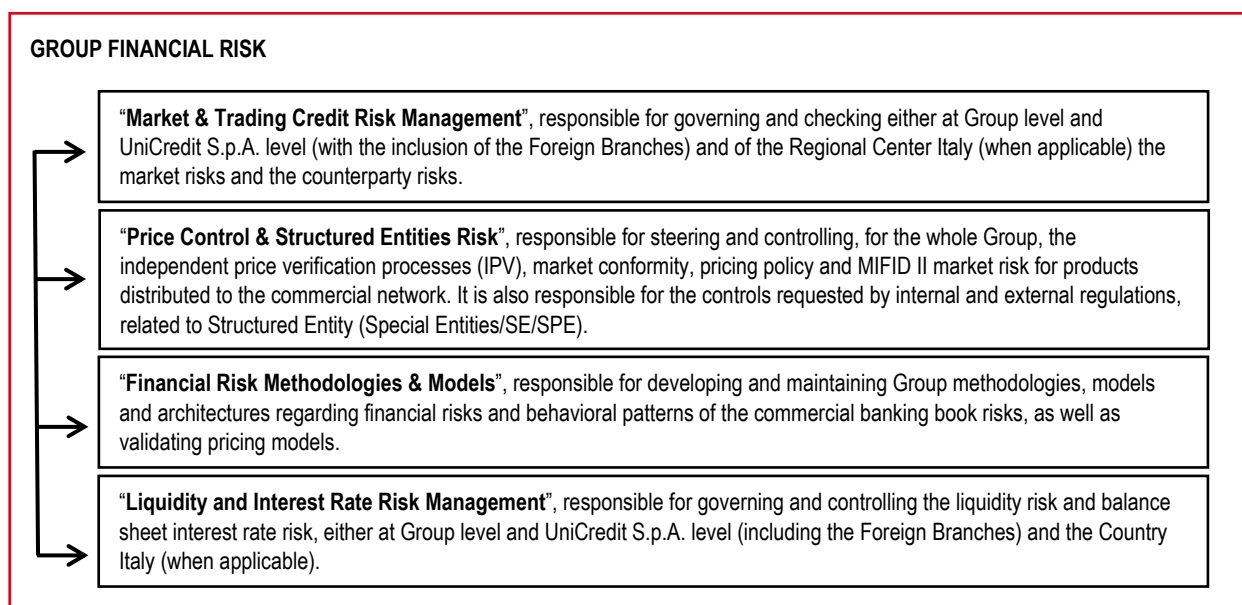 GROUP FINANCIAL RISK
“Market & Trading Credit Risk Management”, responsible for governing and checking either at Group level and
UniCredit S.p.A. level (with the inclusion of the Foreign Branches) and of the Regional Center Italy (when applicable) the
market risks and the counterparty risks.
“Price Control & Structured Entities Risk”, responsible for steering and controlling, for the whole Group, the
independent price verification processes (IPV), market conformity, pricing policy and MIFID II market risk for products
distributed to the commercial network. It is also responsible for the controls requested by internal and external regulations,
related to Structured Entity (Special Entities/SE/SPE).
“Financial Risk Methodologies & Models”, responsible for developing and maintaining Group methodologies, models
and architectures regarding financial risks and behavioral patterns of the commercial banking book risks, as well as
validating pricing models.
“Liquidity and Interest Rate Risk Management”, responsible for governing and controlling the liquidity risk and balance
sheet interest rate risk, either at Group level and UniCredit S.p.A. level (including the Foreign Branches) and the Country
Italy (when applicable).